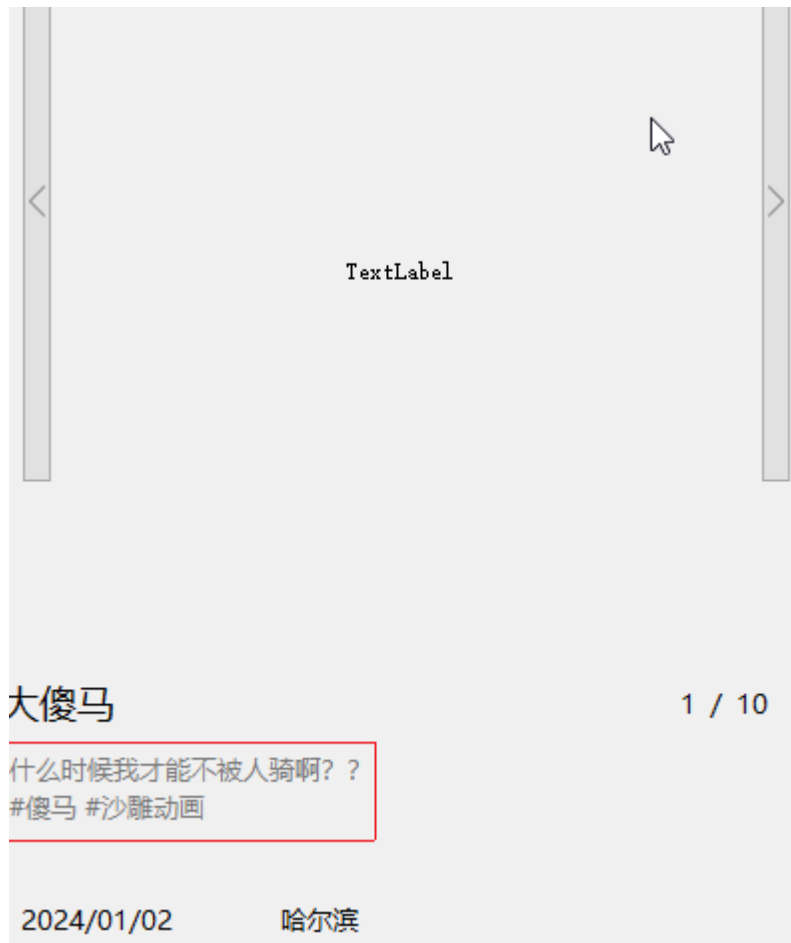 TextLabel
大傻马
1 / 10
什么时候我才能不被人骑啊？？
#傻马 #沙雕动画
2024/01/02
哈尔滨